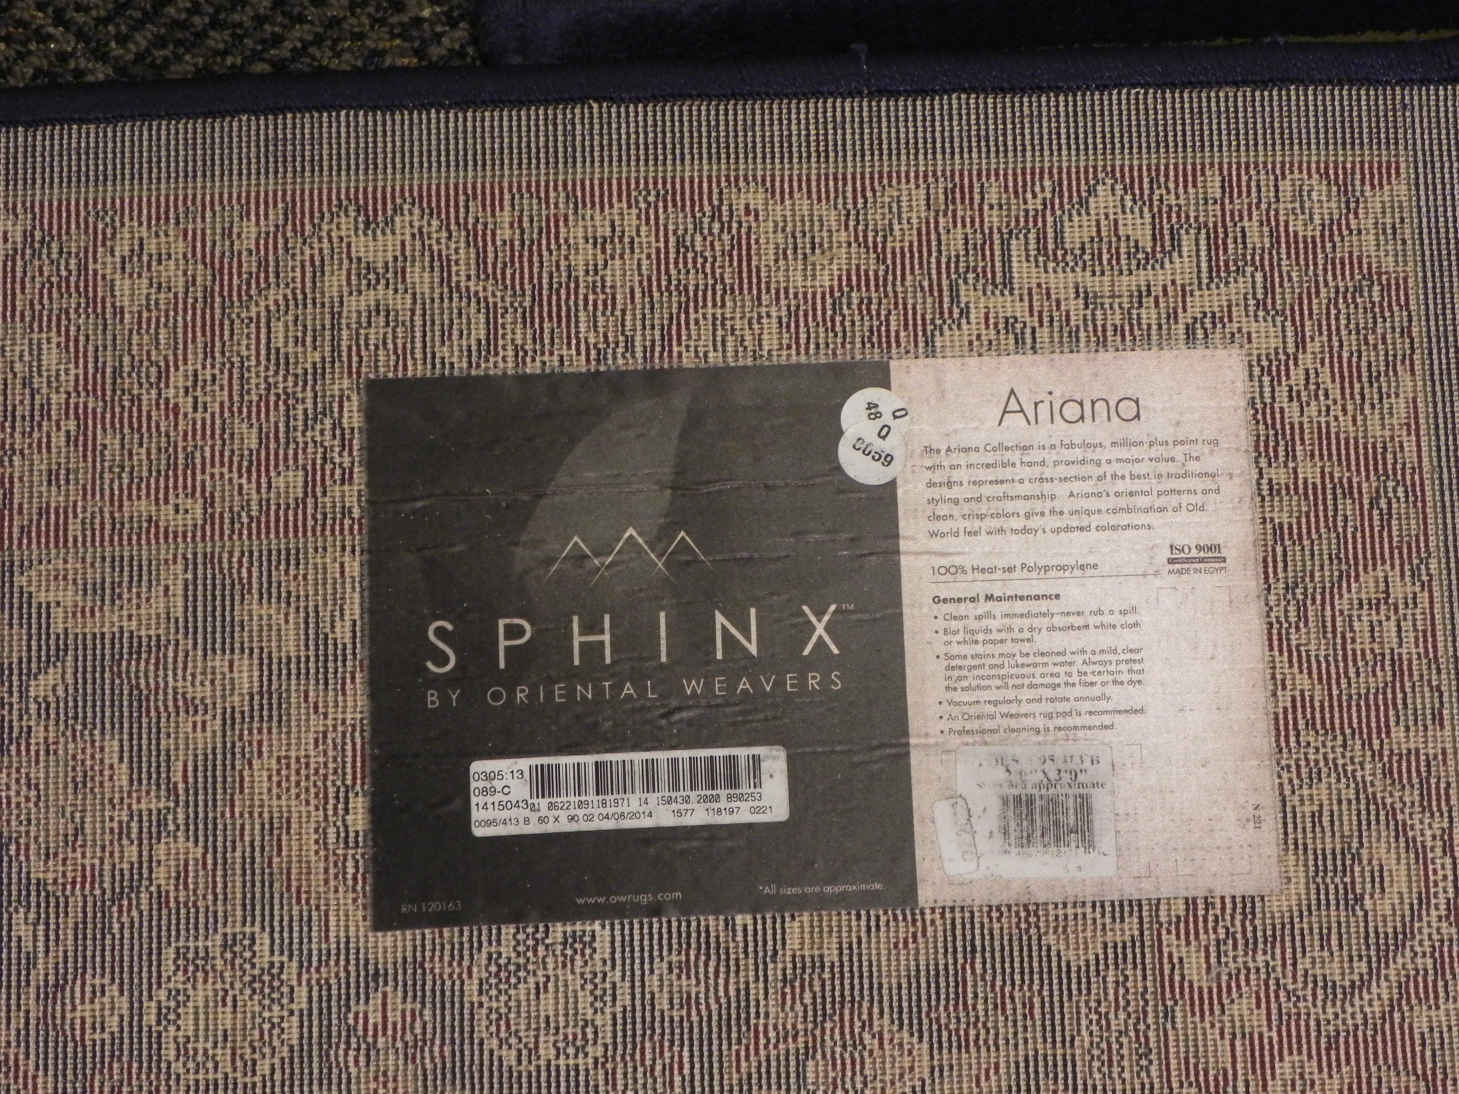 SPHINX™
BY ORIENTAL WEAVERS
0305:13
089-C
1415043 01 06221091181971 14 150430 2000 890253
0095/413 B 60 X 90 02 04/06/2014 1577 118197 0221
RN 120163
www.owrugs.com
*All sizes are approximate.
Q
48
Q
Ariana
The Ariana Collection is a fabulous, million-plus point rug
with an incredible hand, providing a major value. The
designs represent a cross-section of the best in traditional
styling and craftsmanship. Ariana's oriental patterns and
clean, crisp colors give the unique combination of Old
World feel with today's updated colorations.
100% Heat-set Polypropylene
ISO 9001
MADE IN EGYPT
General Maintenance
• Clean spills immediately–never rub a spill.
• Blot liquids with a dry absorbent white cloth
or white paper towel.
• Some stains may be cleaned with a mild, clear
detergent and lukewarm water. Always pretest
in an inconspicuous area to be certain that
the solution will not damage the fiber or the dye.
• Vacuum regularly and rotate annually.
• An Oriental Weavers rug pad is recommended.
• Professional cleaning is recommended.
approximate
N 221